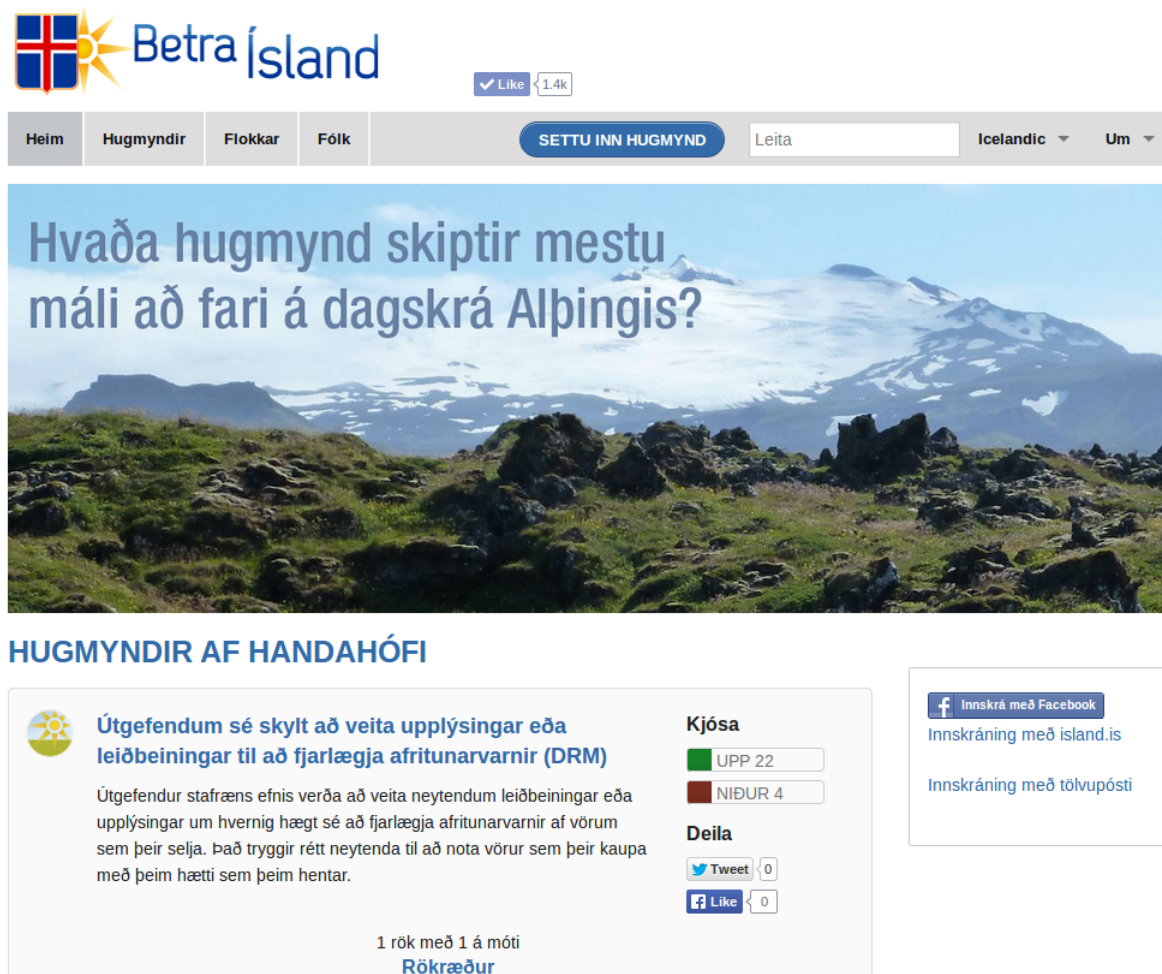 Betra Ísland
Like 1.4k
Heim Hugmyndir Flokkar Fólk SETTU INN HUGMYND Leita Icelandic Um
Hvaða hugmynd skiptir mestu
máli að fari á dagskrá Alþingis?
HUGMYNDIR AF HANDAHÓFI
Útgefendum sé skylt að veita upplýsingar eða
leiðbeiningar til að fjarlægja afritunarvarnir (DRM)
Útgefendur stafræns efnis verða að veita neytendum leiðbeiningar eða
upplýsingar um hvernig hægt sé að fjarlægja afritunarvarnir af vörum
sem þeir selja. Það tryggir rétt neytenda til að nota vörur sem þeir kaupa
með þeim hætti sem þeim hentar.
1 rök með 1 á móti
Rökræður
Kjósa
UPP 22
NIÐUR 4
Deila
Tweet 0
Like 0
Innskrá með Facebook
Innskráning með island.is
Innskráning með tölvupósti